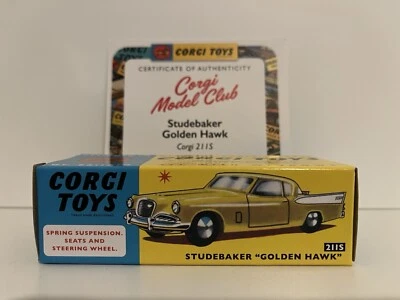 CORGI TOYS
CERTIFICATE OF AUTHENTICITY
Corgi
Model Club
Studebaker
Golden Hawk
Corgi 211S
CORGI
TOYS
SPRING SUSPENSION.
SEATS AND
STEERING WHEEL.
211S
STUDEBAKER "GOLDEN HAWK"